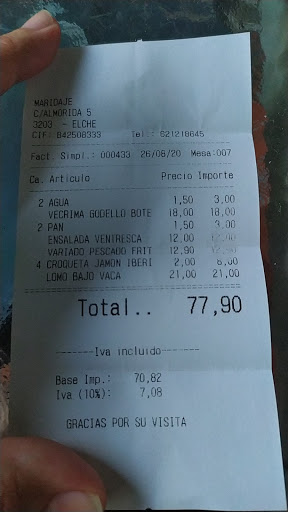 MARIDAJE
C/ALMORIDA 5
3203 - ELCHE
CIF: B42508333 Tel.: 621218645
Fact. Simpl.: 000433 26/06/20 Mesa:007
Ca. Articulo Precio Importe
2 AGUA 1,50 3,00
VECRIMA GODELLO BOTE 18,00 18,00
2 PAN 1,50 3,00
ENSALADA VENTRESCA 12,00
VARIADO PESCADO FRIT 12,90
4 CROQUETA JAMON IBERI 2,00 8,00
LOMO BAJO VACA 21,00 21,00
Total.. 77,90
-------Iva incluido-------
Base Imp.: 70,82
Iva (10%): 7,08
GRACIAS POR SU VISITA